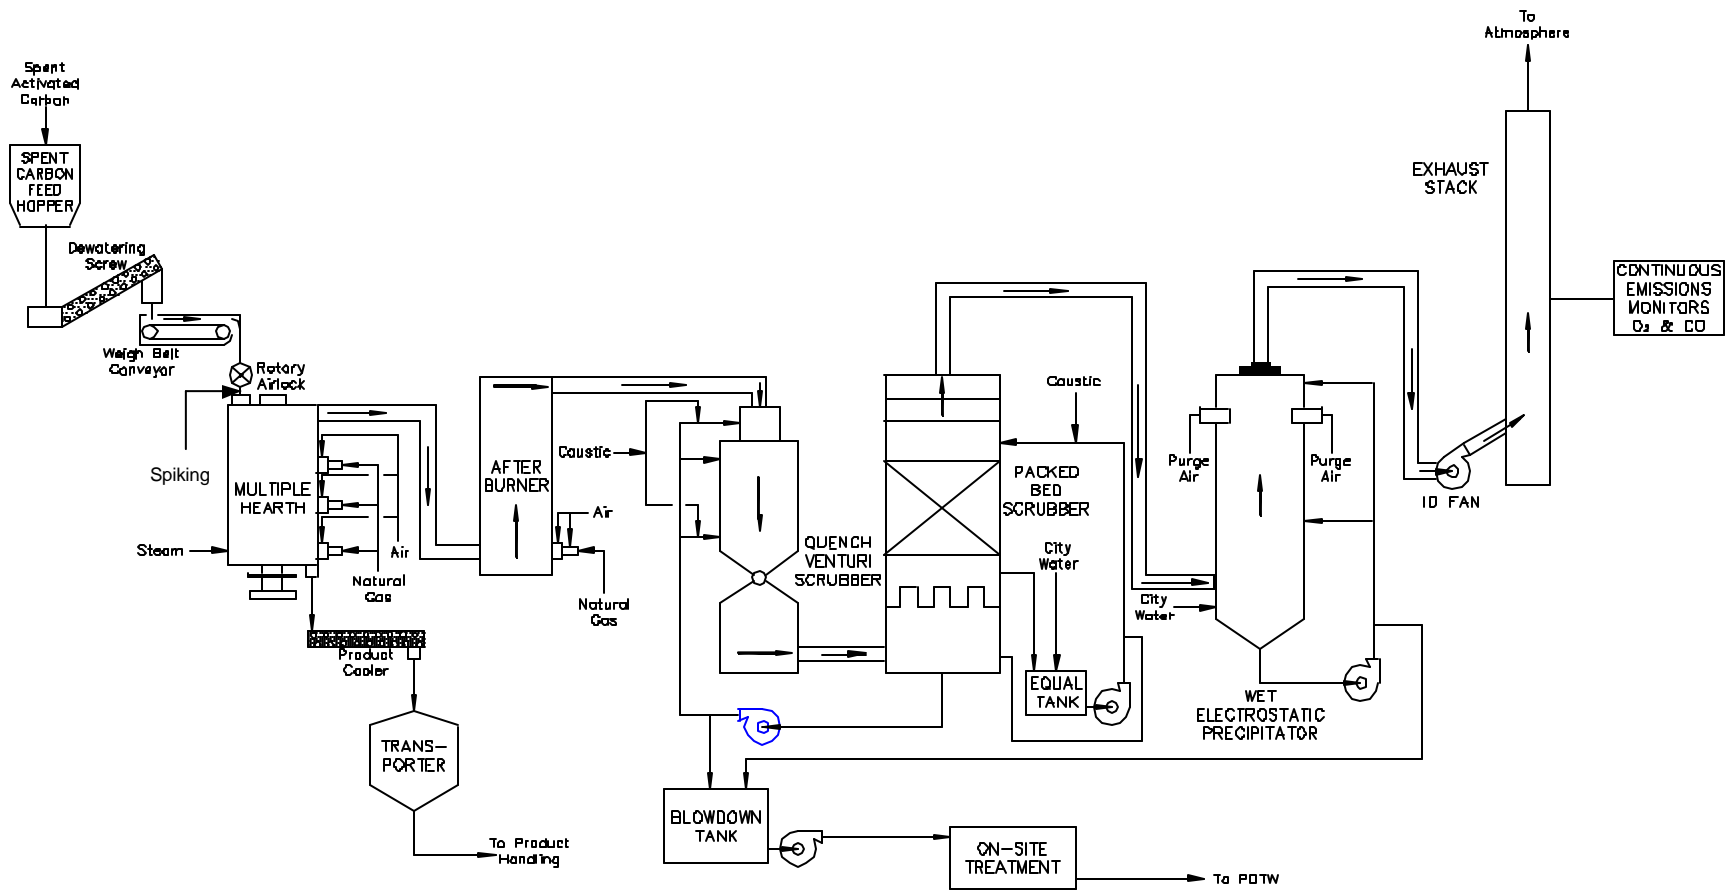 To
Atmosphere
Spent
Activated
Carbon
SPENT
CARBON
FEED
HOPPER
EXHAUST
STACK
Dewatering
Screw
CONTINUOUS
EMISSIONS
MONITORS
O₂ & CO
Weigh Belt
Conveyor
Rotary
Airlock
Spiking
MULTIPLE
HEARTH
Steam
Air
Natural
Gas
AFTER
BURNER
Air
Natural
Gas
Caustic
QUENCH
VENTURI
SCRUBBER
Caustic
PACKED
BED
SCRUBBER
City
Water
EQUAL
TANK
Purge
Air
Purge
Air
City
Water
ID FAN
WET
ELECTROSTATIC
PRECIPITATOR
Product
Cooler
TRANS-
PORTER
To Product
Handling
BLOWDOWN
TANK
ON-SITE
TREATMENT
To POTW